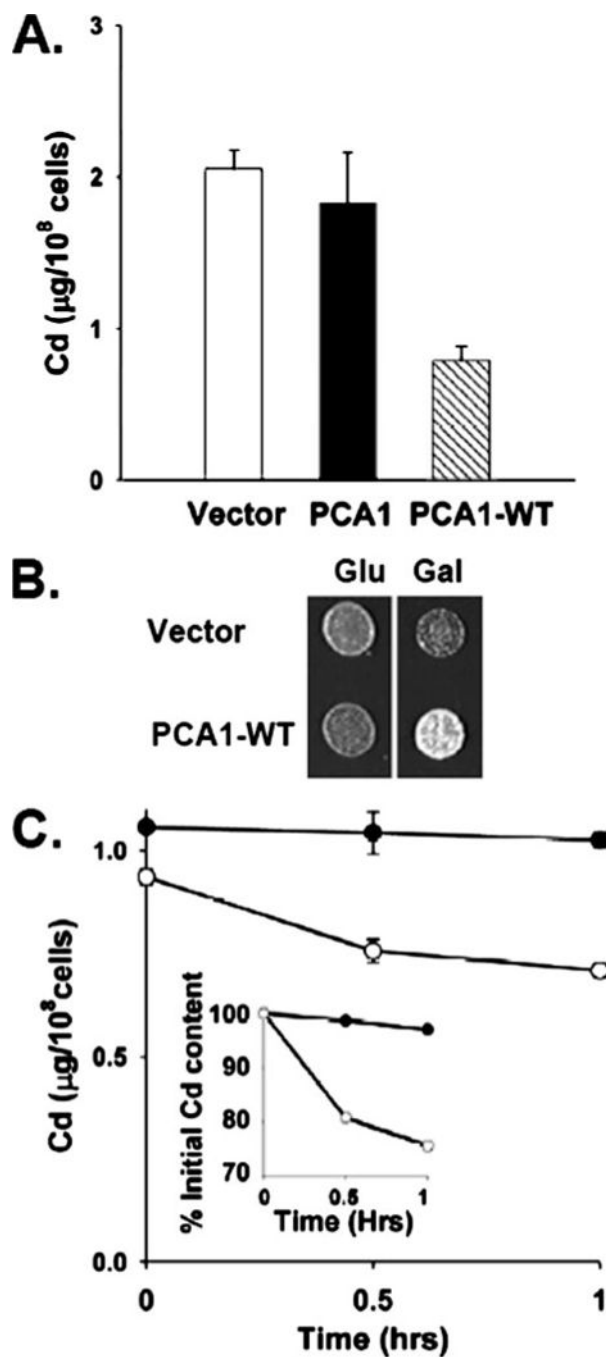 A.
3
2
1
0
Cd (µg/10⁸ cells)
Vector PCA1 PCA1-WT
B.
Glu Gal
Vector
PCA1-WT
C.
1.0
0.5
0.0
Cd (µg/10⁸cells)
100
90
80
70
% Initial Cd content
0 0.5 1
Time (Hrs)
0 0.5 1
Time (hrs)